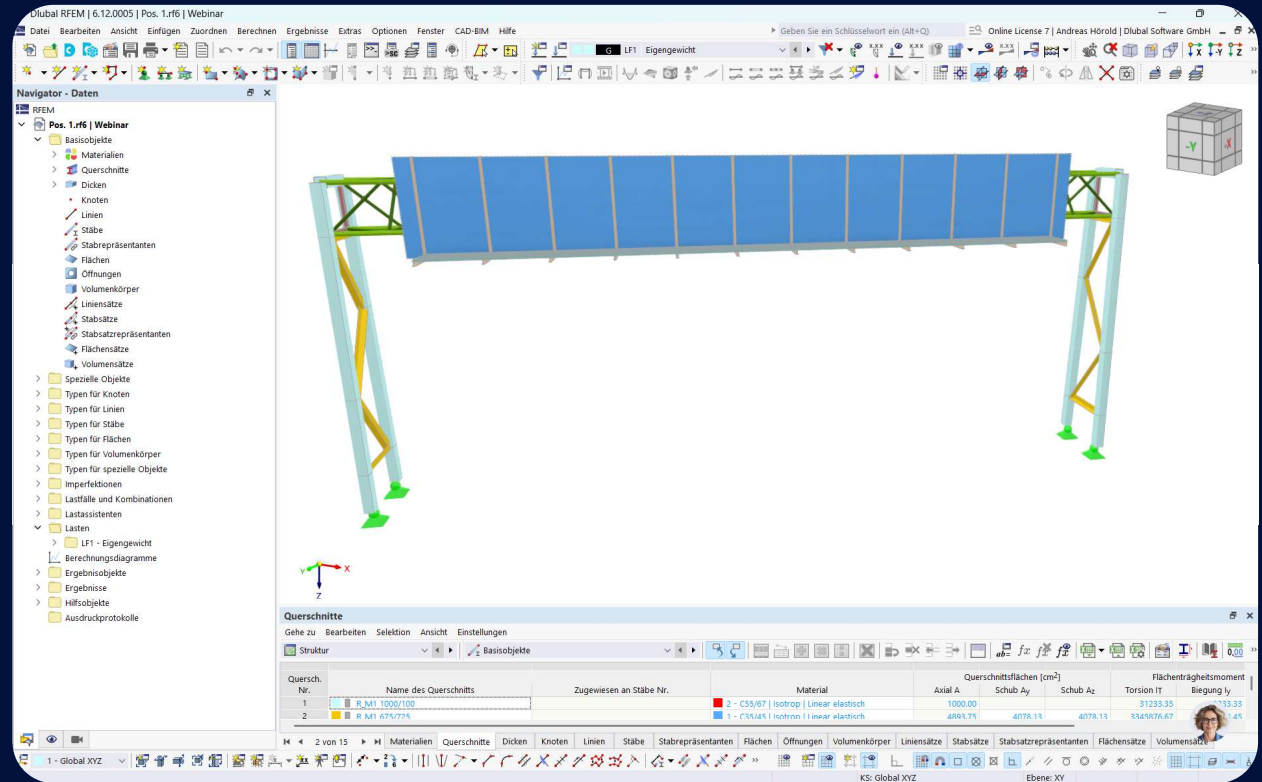 Dlubal RFEM | 6.12.0005 | Pos. 1.rf6 | Webinar
Datei Bearbeiten Ansicht Einfügen Zuordnen Berechnen Ergebnisse Extras Optionen Fenster CAD-BIM Hilfe
Geben Sie ein Schlüsselwort ein (Alt+Q)
Online License 7 | Andreas Hörold | Dlubal Software GmbH
G LF1 Eigengewicht
Navigator - Daten
RFEM
Pos. 1.rf6 | Webinar
Basisobjekte
Materialien
Querschnitte
Dicken
Knoten
Linien
Stäbe
Stabrepräsentanten
Flächen
Öffnungen
Volumenkörper
Liniensätze
Stabsätze
Stabsatzrepräsentanten
Flächensätze
Volumensätze
Spezielle Objekte
Typen für Knoten
Typen für Linien
Typen für Stäbe
Typen für Flächen
Typen für Volumenkörper
Typen für spezielle Objekte
Imperfektionen
Lastfälle und Kombinationen
Lastassistenten
Lasten
LF1 - Eigengewicht
Berechnungsdiagramme
Ergebnisobjekte
Ergebnisse
Hilfsobjekte
Ausdruckprotokolle
-Y -X
Y X
Z
Querschnitte
Gehe zu Bearbeiten Selektion Ansicht Einstellungen
Struktur Basisobjekte
Quersch. Querschnittsflächen [cm²] Flächenträgheitsmoment
Nr. Name des Querschnitts Zugewiesen an Stäbe Nr. Material Axial A Schub Ay Schub Az Torsion IT Biegung Iy
1 R_M1 1000/100 2 - C55/67 | Isotrop | Linear elastisch 1000.00 31233.35
2 R_M1 675/725 1 - C35/45 | Isotrop | Linear elastisch 4893.75 4078.13 4078.13 3345876.67
2 von 15 Materialien Querschnitte Dicken Knoten Linien Stäbe Stabrepräsentanten Flächen Öffnungen Volumenkörper Liniensätze Stabsätze Stabsatzrepräsentanten Flächensätze Volumensätze
1 - Global XYZ
KS: Global XYZ Ebene: XY